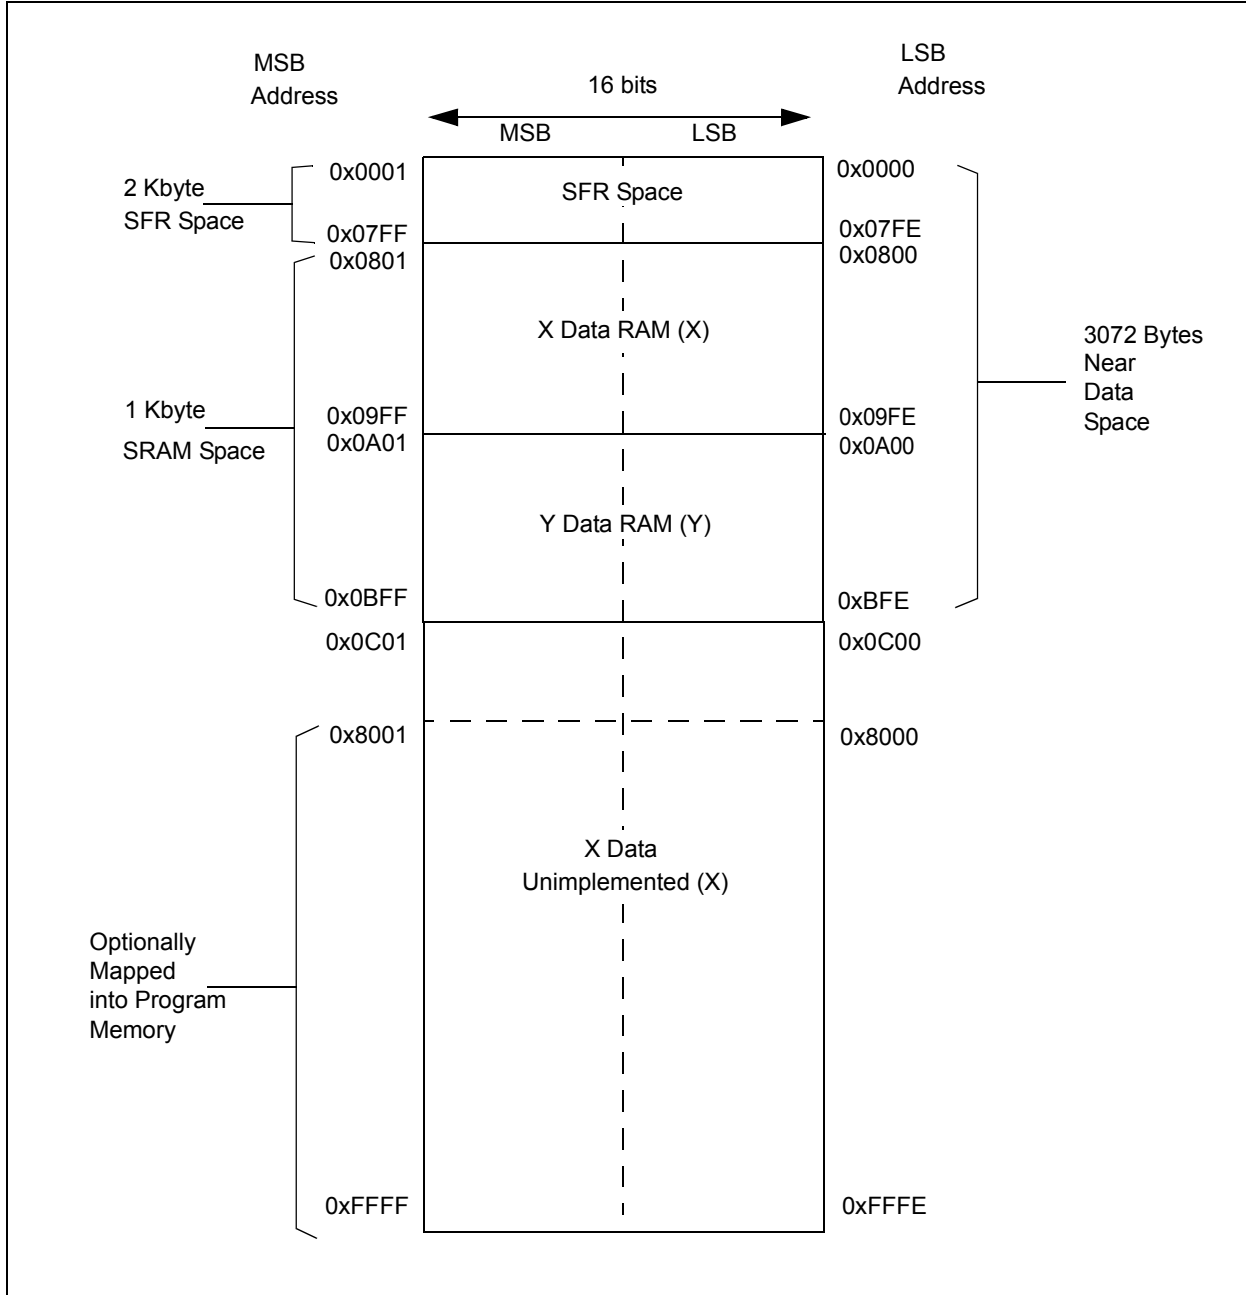 MSB
Address
LSB
Address
16 bits
MSB
LSB
2 Kbyte
SFR Space
0x0001
SFR Space
0x0000
0x07FF
0x07FE
0x0801
0x0800
X Data RAM (X)
3072 Bytes
Near
Data
Space
1 Kbyte
SRAM Space
0x09FF
0x09FE
0x0A01
0x0A00
Y Data RAM (Y)
0x0BFF
0xBFE
0x0C01
0x0C00
0x8001
0x8000
X Data
Unimplemented (X)
Optionally
Mapped
into Program
Memory
0xFFFF
0xFFFE